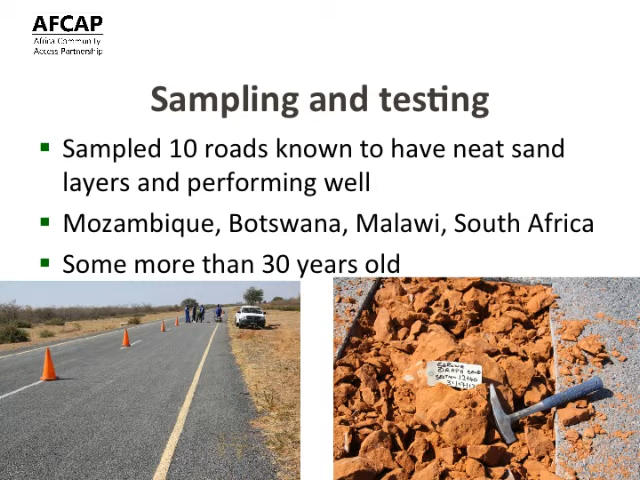 AFCAP
Africa Community
Access Partnership
Sampling and testing
Sampled 10 roads known to have neat sand
layers and performing well
Mozambique, Botswana, Malawi, South Africa
Some more than 30 years old
SECTION